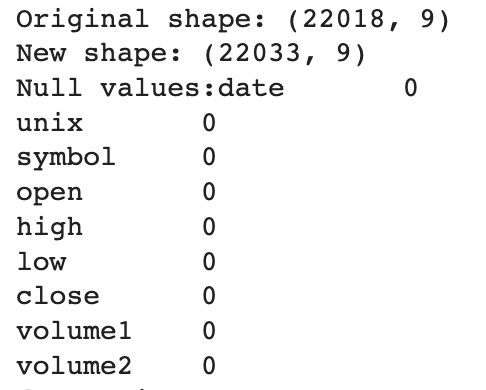 Original shape: (22018, 9)
New shape: (22033, 9)
Null values:date 0
unix 0
symbol 0
open 0
high 0
low 0
close 0
volume1 0
volume2 0